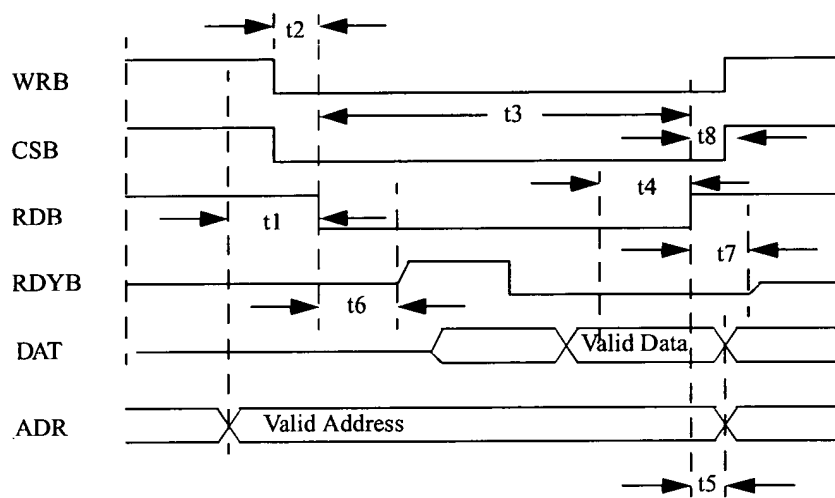 t2
WRB
t3
CSB
t8
t4
RDB
t1
t7
RDYB
t6
DAT
Valid Data
ADR
Valid Address
t5